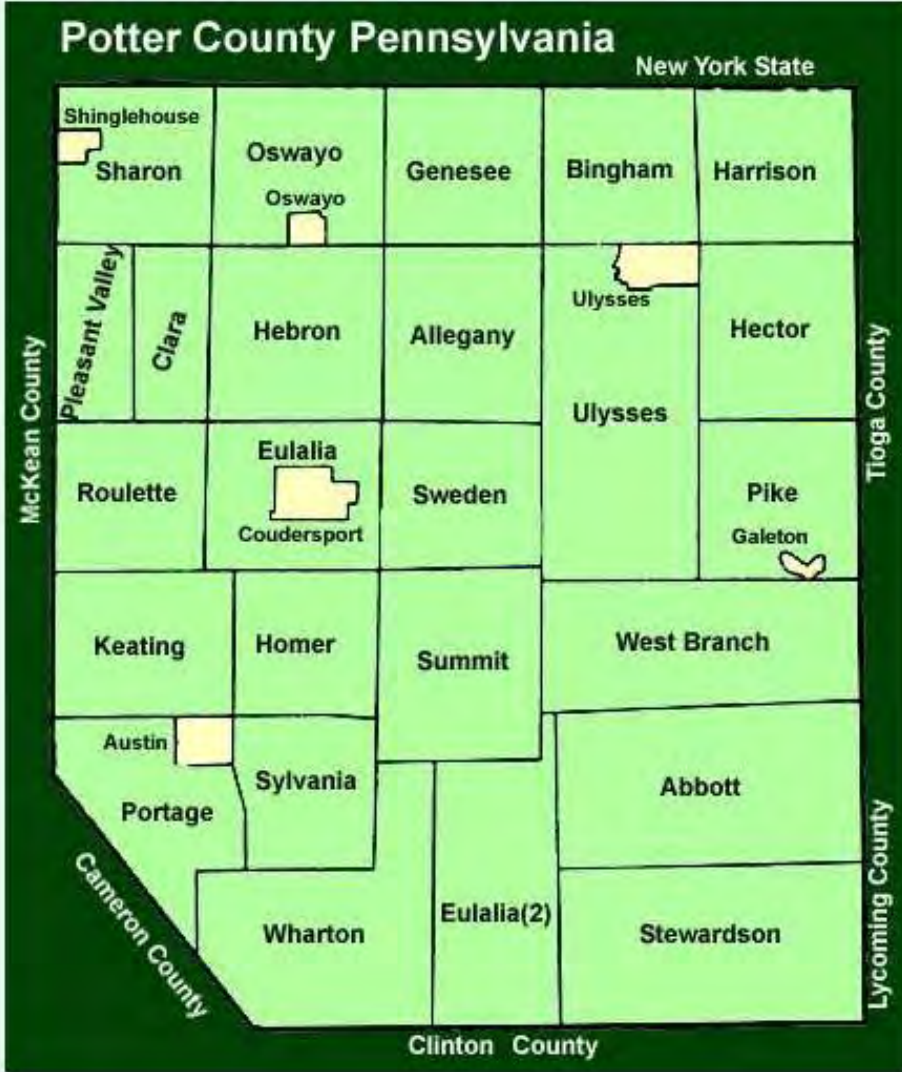 Potter County Pennsylvania
New York State
Shinglehouse
Sharon
Oswayo
Oswayo
Genesee
Bingham
Harrison
Pleasant Valley
Clara
Hebron
Allegany
Ulysses
Ulysses
Hector
McKean County
Tioga County
Roulette
Eulalia
Coudersport
Sweden
Pike
Galeton
Keating
Homer
Summit
West Branch
Austin
Portage
Sylvania
Abbott
Cameron County
Wharton
Eulalia(2)
Stewardson
Lycoming County
Clinton County